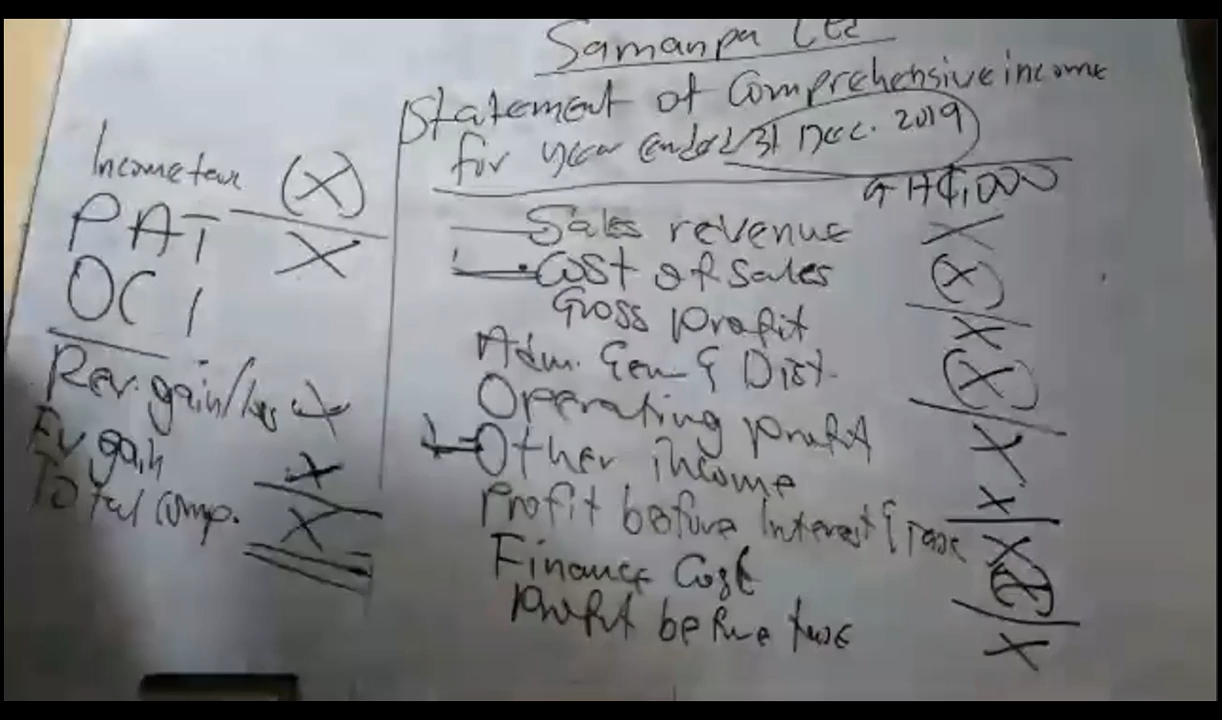 Samanpa Ltd
Statement of Comprehensive income
for year ended 31 Dec. 2019
GH¢,000
Sales revenue X
Cost of Sales (X)
Gross profit X
Adm. Gen & Dist. (X)
Operating profit X
Other income X
Profit before Interest & Tax X
Finance Cost (X)
Profit before tax X
Income tax (X)
PAT X
OCI
Rev. gain/loss X
FV gain X
Total comp. X